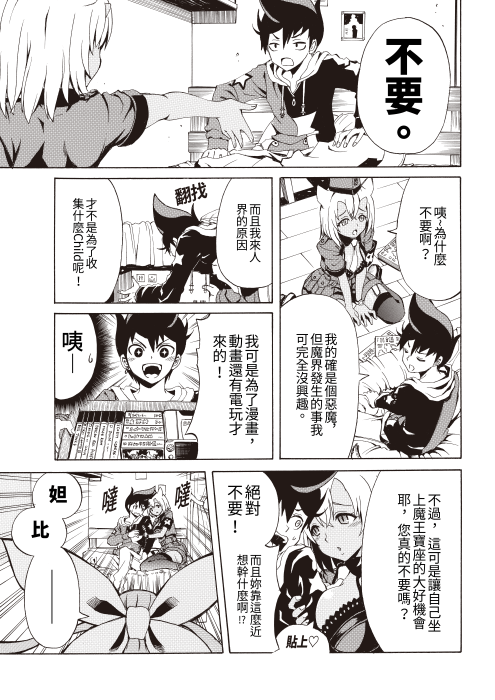 不要。
咦~為什麼
不要啊?
我的確是個惡魔,
但魔界發生的事我
可完全沒興趣。
翻找
而且我來人
界的原因
才不是為了收
集什麼Child呢!
我可是為了漫畫,
動畫還有電玩才
來的!
咦—
不過,這可是讓自己坐
上魔王寶座的大好機會
耶,您真的不要嗎?
貼上♡
絕對
不要!
而且妳靠這麼近
想幹什麼啊!?
噠
噠
妲
比
—